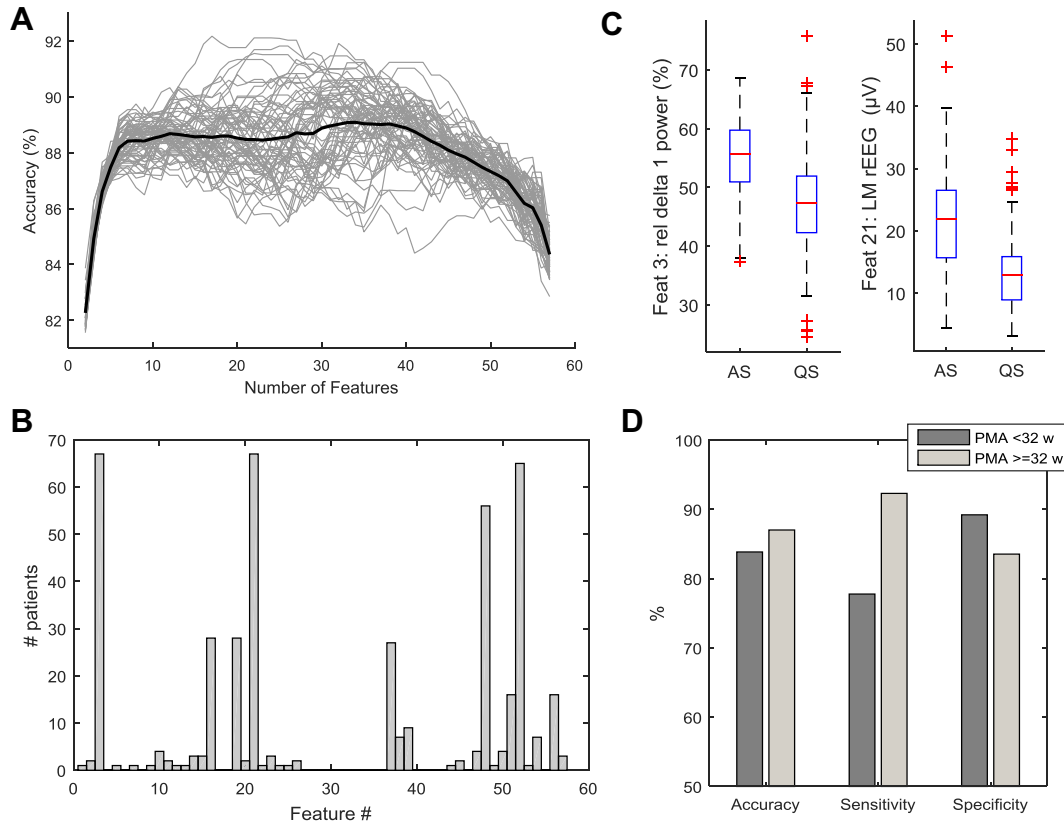 A
92
90
88
86
84
82
Accuracy (%)
0 10 20 30 40 50 60
Number of Features
C
70
60
50
40
30
Feat 3: rel delta 1 power (%)
AS QS
50
40
30
20
10
Feat 21: LM rEEG (μV)
AS QS
B
70
60
50
40
30
20
10
0
# patients
0 10 20 30 40 50 60
Feature #
D
PMA <32 w
PMA >=32 w
100
90
80
70
60
50
%
Accuracy Sensitivity Specificity